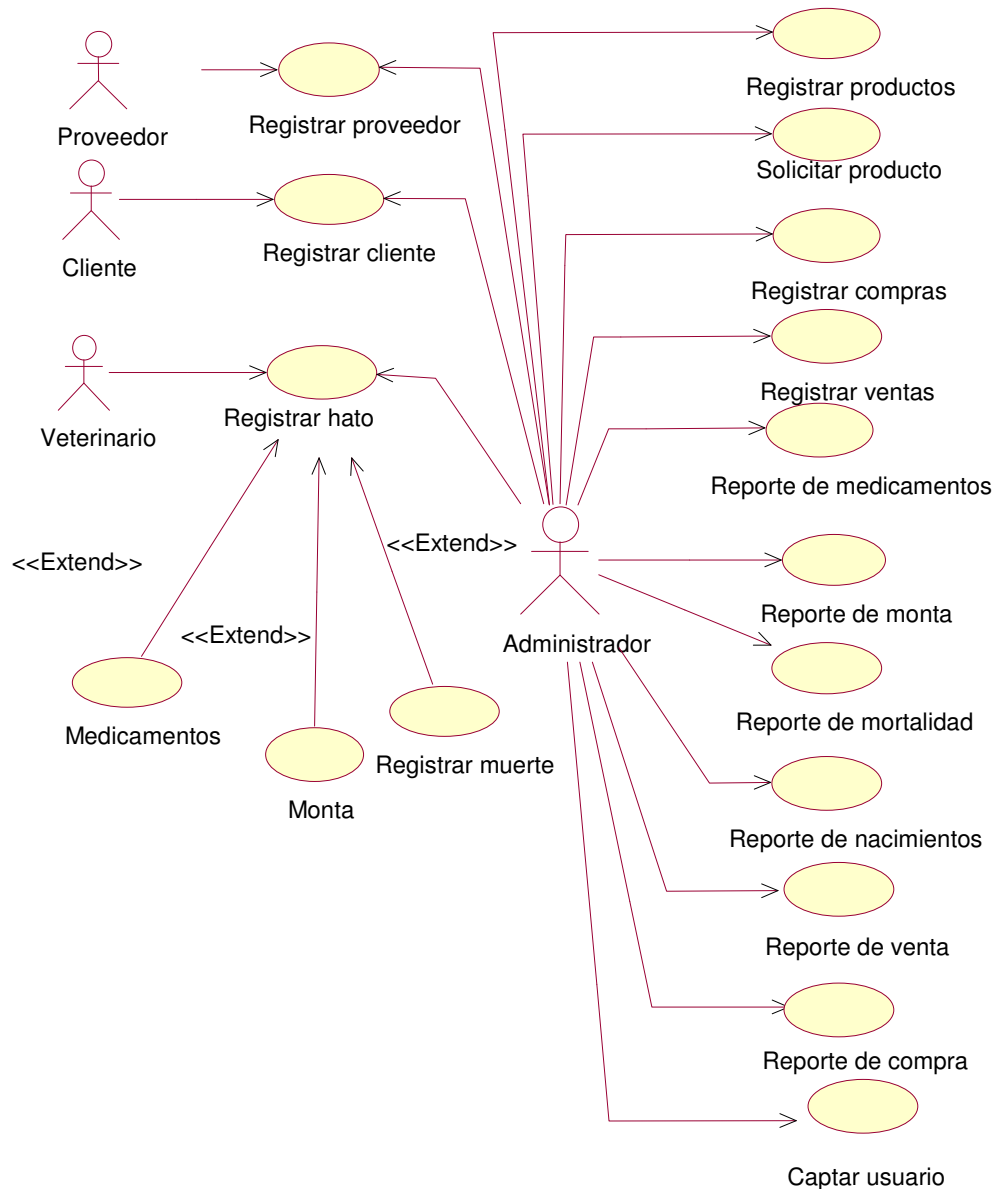 Registrar productos
Proveedor
Registrar proveedor
Solicitar producto
Cliente
Registrar cliente
Registrar compras
Registrar ventas
Veterinario
Registrar hato
Reporte de medicamentos
<<Extend>>
<<Extend>>
<<Extend>>
Administrador
Reporte de monta
Medicamentos
Monta
Registrar muerte
Reporte de mortalidad
Reporte de nacimientos
Reporte de venta
Reporte de compra
Captar usuario